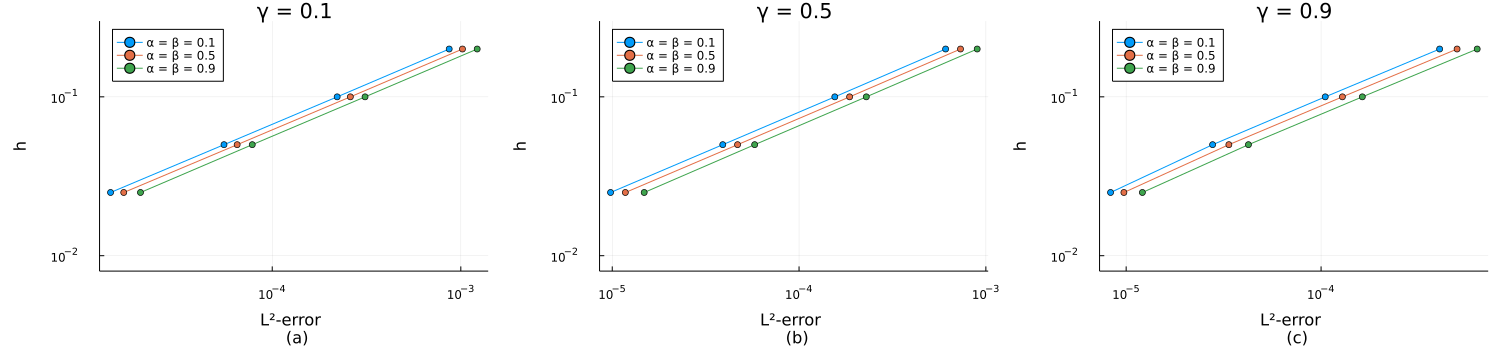 γ = 0.1
α = β = 0.1
α = β = 0.5
α = β = 0.9
10⁻¹
10⁻²
h
10⁻⁴
10⁻³
L²-error
(a)
γ = 0.5
α = β = 0.1
α = β = 0.5
α = β = 0.9
10⁻¹
10⁻²
h
10⁻⁵
10⁻⁴
10⁻³
L²-error
(b)
γ = 0.9
α = β = 0.1
α = β = 0.5
α = β = 0.9
10⁻¹
10⁻²
h
10⁻⁵
10⁻⁴
L²-error
(c)